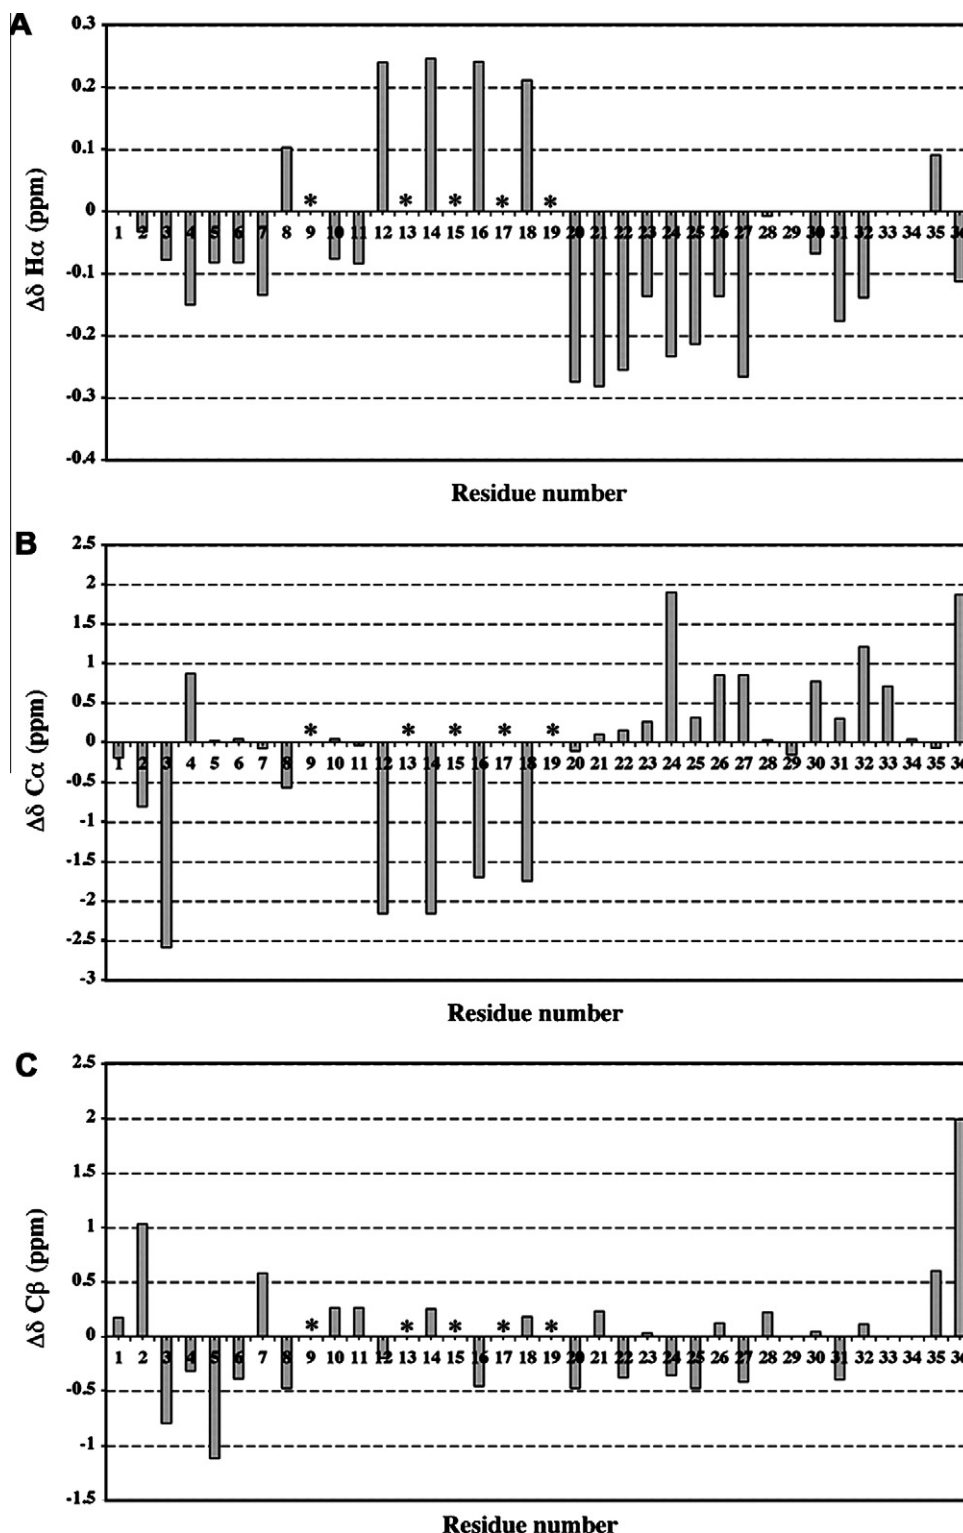 A
0.3
0.2
0.1
0
-0.1
-0.2
-0.3
-0.4
Δδ Hα (ppm)
* * * * * *
1 2 3 4 5 6 7 8 9 10 11 12 13 14 15 16 17 18 19 20 21 22 23 24 25 26 27 28 29 30 31 32 33 34 35 36
Residue number
B
2.5
2
1.5
1
0.5
0
-0.5
-1
-1.5
-2
-2.5
-3
Δδ Cα (ppm)
* * * * *
1 2 3 4 5 6 7 8 9 10 11 12 13 14 15 16 17 18 19 20 21 22 23 24 25 26 27 28 29 30 31 32 33 34 35 36
Residue number
C
2.5
2
1.5
1
0.5
0
-0.5
-1
-1.5
Δδ Cβ (ppm)
* * * * *
1 2 3 4 5 6 7 8 9 10 11 12 13 14 15 16 17 18 19 20 21 22 23 24 25 26 27 28 29 30 31 32 33 34 35 36
Residue number